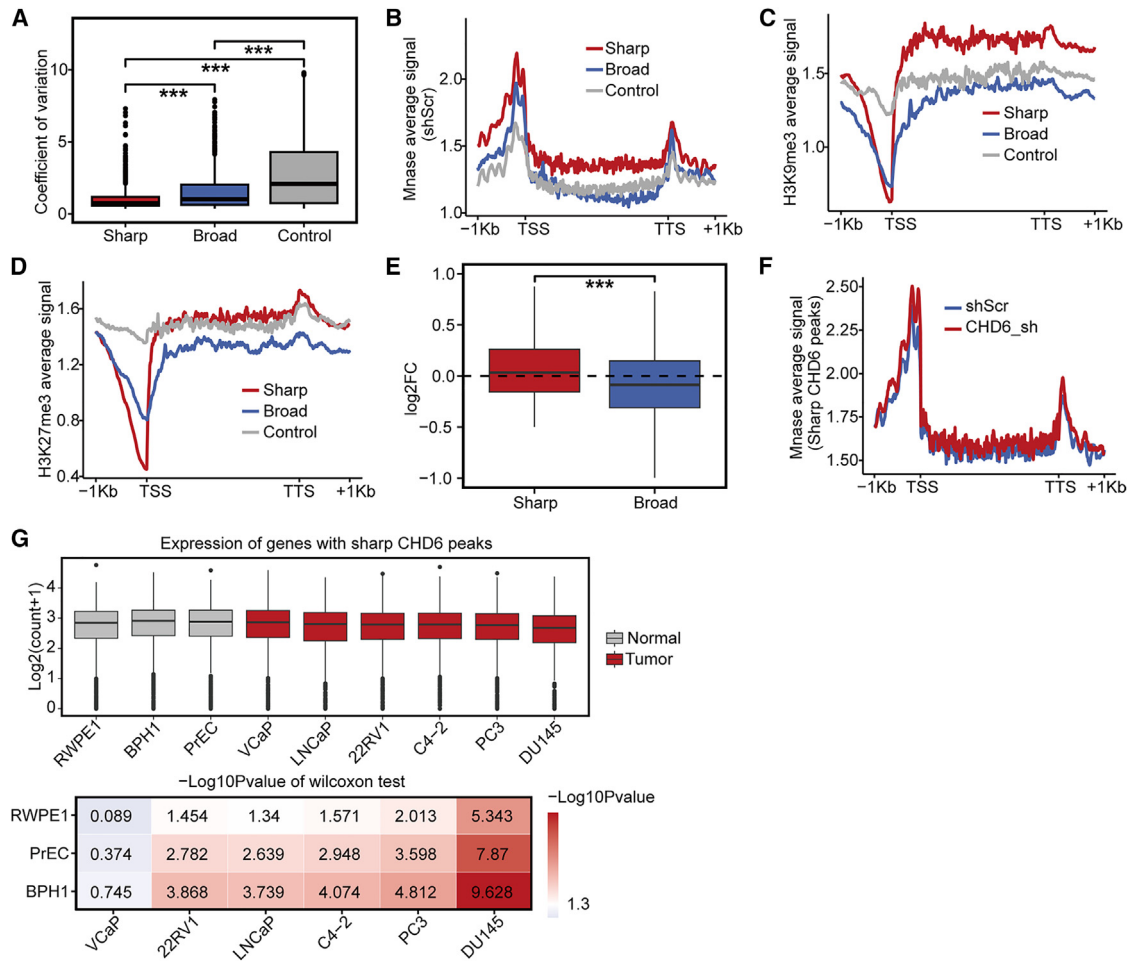 A
Coefficient of variation
10
5
0
***
***
***
Sharp Broad Control
B
Mnase average signal
(shScr)
2.0
1.5
1.0
Sharp
Broad
Control
−1Kb TSS TTS +1Kb
C
H3K9me3 average signal
1.5
1.0
Sharp
Broad
Control
−1Kb TSS TTS +1Kb
D
H3K27me3 average signal
1.6
1.2
0.8
0.4
Sharp
Broad
Control
−1Kb TSS TTS +1Kb
E
log2FC
1.0
0.5
0.0
−0.5
−1.0
***
Sharp Broad
F
Mnase average signal
(Sharp CHD6 peaks)
2.50
2.25
2.00
1.75
1.50
shScr
CHD6_sh
−1Kb TSS TTS +1Kb
G
Expression of genes with sharp CHD6 peaks
Log2(count+1)
4
3
2
1
0
Normal
Tumor
RWPE1 BPH1 PrEC VCaP LNCaP 22RV1 C4−2 PC3 DU145
−Log10Pvalue of wilcoxon test
RWPE1 0.089 1.454 1.34 1.571 2.013 5.343
PrEC 0.374 2.782 2.639 2.948 3.598 7.87
BPH1 0.745 3.868 3.739 4.074 4.812 9.628
VCaP 22RV1 LNCaP C4−2 PC3 DU145
−Log10Pvalue
1.3